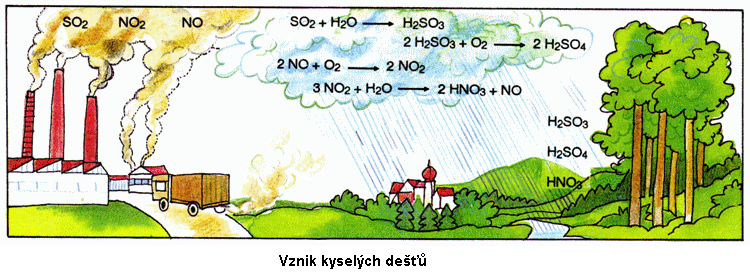 SO₂ NO₂ NO
SO₂ + H₂O ⟶ H₂SO₃
2 H₂SO₃ + O₂ ⟶ 2 H₂SO₄
2 NO + O₂ ⟶ 2 NO₂
3 NO₂ + H₂O ⟶ 2 HNO₃ + NO
H₂SO₃
H₂SO₄
HNO₃
Vznik kyselých dešťů